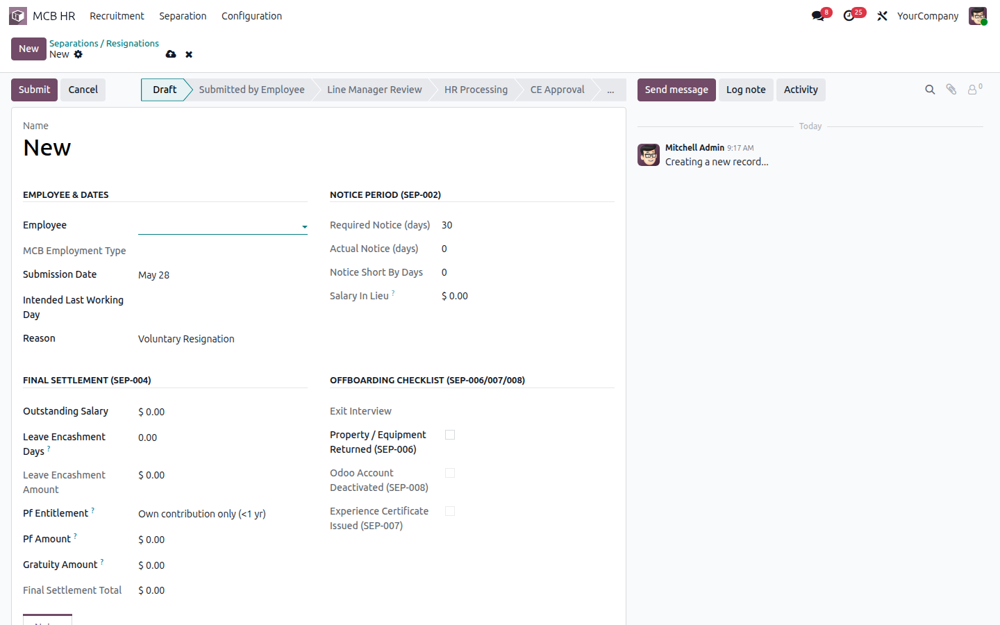 MCB HR Recruitment Separation Configuration 8 25 YourCompany
New Separations / Resignations
New
Submit Cancel Draft Submitted by Employee Line Manager Review HR Processing CE Approval ... Send message Log note Activity 0
Name
New
Today
Mitchell Admin 9:17 AM
Creating a new record...
EMPLOYEE & DATES
Employee
MCB Employment Type
Submission Date May 28
Intended Last Working
Day
Reason Voluntary Resignation
NOTICE PERIOD (SEP-002)
Required Notice (days) 30
Actual Notice (days) 0
Notice Short By Days 0
Salary In Lieu ? $ 0.00
FINAL SETTLEMENT (SEP-004)
Outstanding Salary $ 0.00
Leave Encashment
Days ? 0.00
Leave Encashment
Amount $ 0.00
Pf Entitlement ? Own contribution only (<1 yr)
Pf Amount ? $ 0.00
Gratuity Amount ? $ 0.00
Final Settlement Total $ 0.00
OFFBOARDING CHECKLIST (SEP-006/007/008)
Exit Interview
Property / Equipment
Returned (SEP-006)
Odoo Account
Deactivated (SEP-008)
Experience Certificate
Issued (SEP-007)